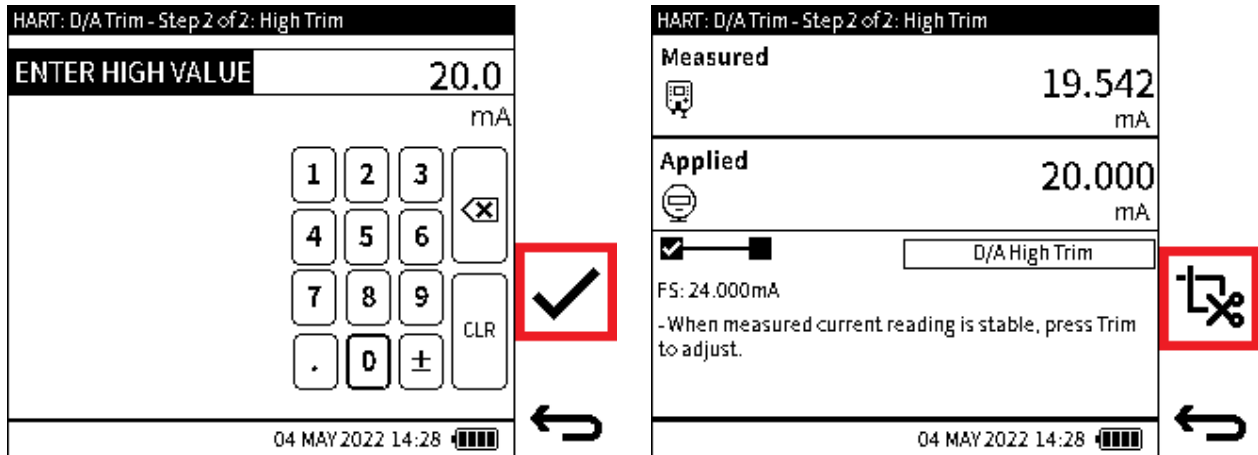 HART: D/A Trim - Step 2 of 2: High Trim
ENTER HIGH VALUE 20.0
mA
1 2 3
4 5 6
7 8 9
CLR
. 0 ±
04 MAY 2022 14:28
HART: D/A Trim - Step 2 of 2: High Trim
Measured
19.542
mA
Applied
20.000
mA
D/A High Trim
FS: 24.000mA
- When measured current reading is stable, press Trim
to adjust.
04 MAY 2022 14:28